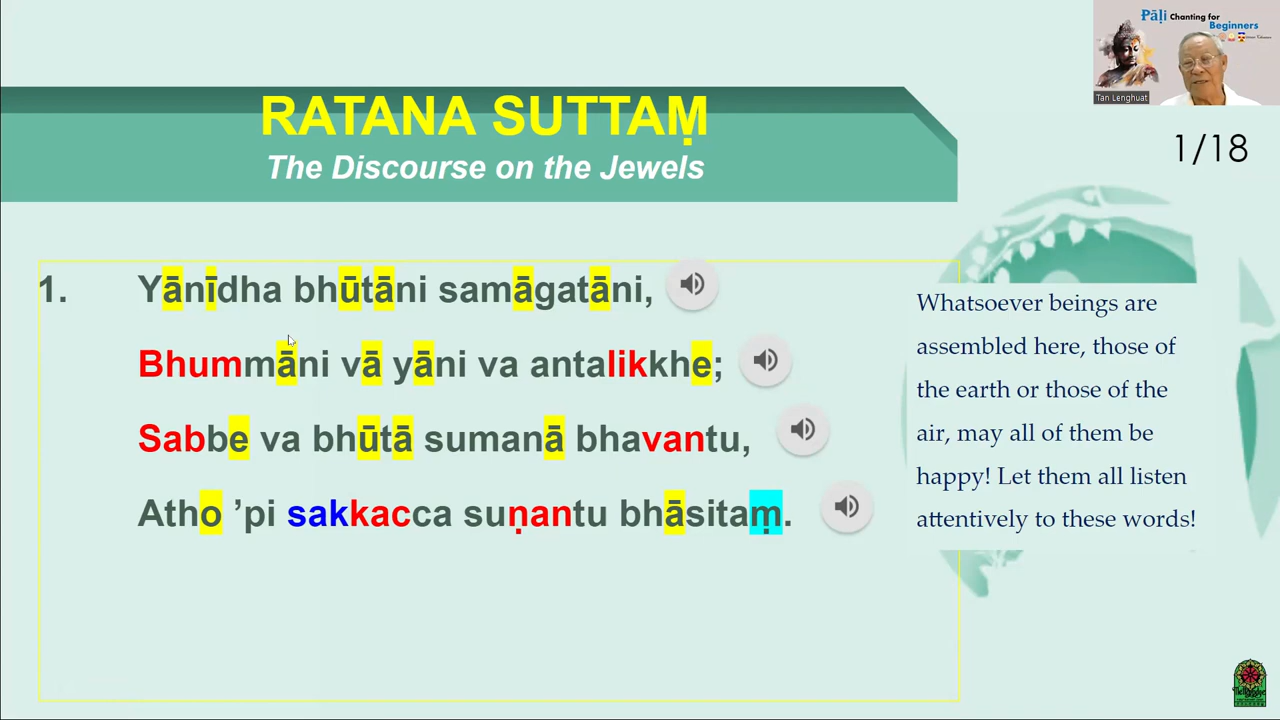 Pāḷi Chanting for
Beginners
Tan Lenghuat
RATANA SUTTAṂ
The Discourse on the Jewels
1/18
1. Yānīdha bhūtāni samāgatāni,
Bhummāni vā yāni va antalikkhe;
Sabbe va bhūtā sumanā bhavantu,
Atho ’pi sakkacca suṇantu bhāsitaṃ.
Whatsoever beings are
assembled here, those of
the earth or those of the
air, may all of them be
happy! Let them all listen
attentively to these words!